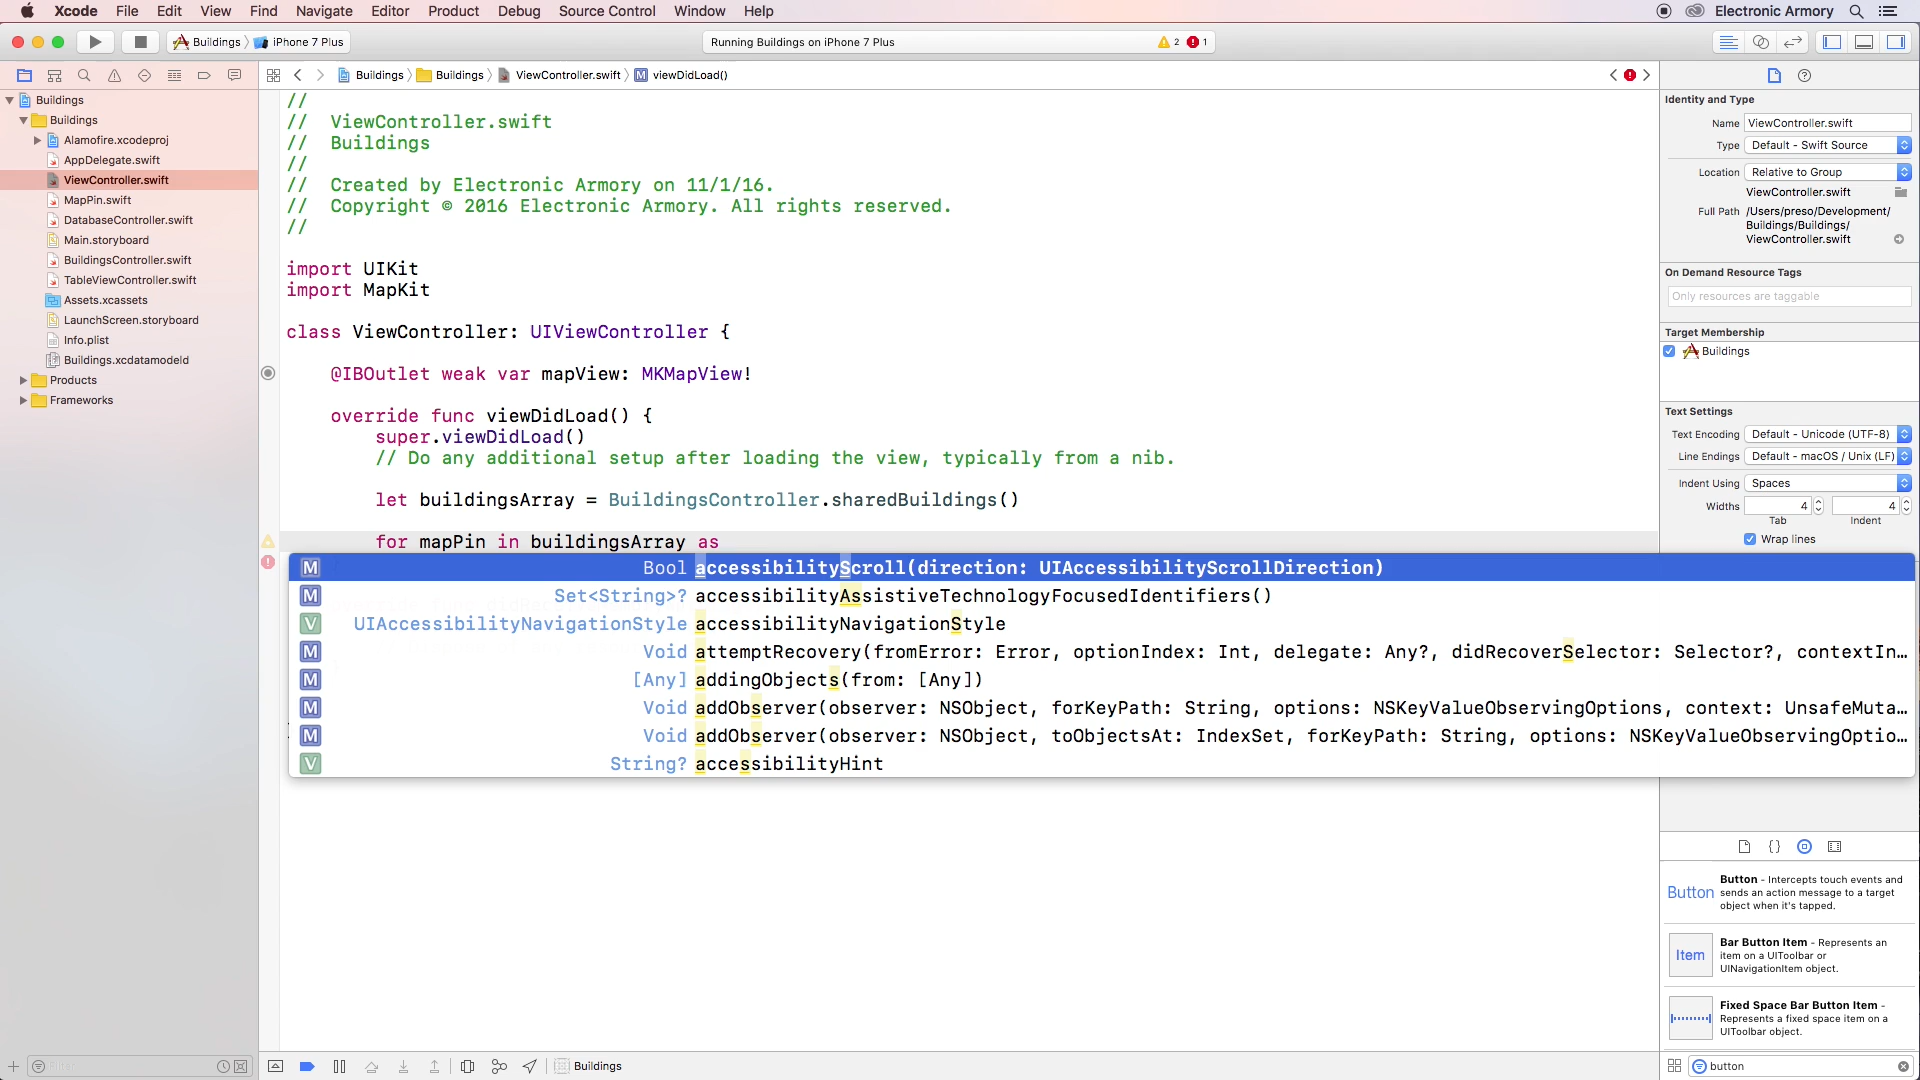 Xcode File Edit View Find Navigate Editor Product Debug Source Control Window Help Electronic Armory
Buildings iPhone 7 Plus Running Buildings on iPhone 7 Plus 2 1
Buildings Buildings ViewController.swift M viewDidLoad()
Buildings
Buildings
Alamofire.xcodeproj
AppDelegate.swift
ViewController.swift
MapPin.swift
DatabaseController.swift
Main.storyboard
BuildingsController.swift
TableViewController.swift
Assets.xcassets
LaunchScreen.storyboard
Info.plist
Buildings.xcdatamodeld
Products
Frameworks
//
// ViewController.swift
// Buildings
//
// Created by Electronic Armory on 11/1/16.
// Copyright © 2016 Electronic Armory. All rights reserved.
//
import UIKit
import MapKit
class ViewController: UIViewController {
@IBOutlet weak var mapView: MKMapView!
override func viewDidLoad() {
super.viewDidLoad()
// Do any additional setup after loading the view, typically from a nib.
let buildingsArray = BuildingsController.sharedBuildings()
for mapPin in buildingsArray as
M Bool accessibilityScroll(direction: UIAccessibilityScrollDirection)
M Set<String>? accessibilityAssistiveTechnologyFocusedIdentifiers()
V UIAccessibilityNavigationStyle accessibilityNavigationStyle
M Void attemptRecovery(fromError: Error, optionIndex: Int, delegate: Any?, didRecoverSelector: Selector?, contextIn...
M [Any] addingObjects(from: [Any])
M Void addObserver(observer: NSObject, forKeyPath: String, options: NSKeyValueObservingOptions, context: UnsafeMuta...
M Void addObserver(observer: NSObject, toObjectsAt: IndexSet, forKeyPath: String, options: NSKeyValueObservingOptio...
V String? accessibilityHint
Identity and Type
Name ViewController.swift
Type Default - Swift Source
Location Relative to Group
ViewController.swift
Full Path /Users/preso/Development/
Buildings/Buildings/
ViewController.swift
On Demand Resource Tags
Only resources are taggable
Target Membership
Buildings
Text Settings
Text Encoding Default - Unicode (UTF-8)
Line Endings Default - macOS / Unix (LF)
Indent Using Spaces
Widths 4 4
Tab Indent
Wrap lines
Button Button - Intercepts touch events and
sends an action message to a target
object when it's tapped.
Item Bar Button Item - Represents an
item on a UIToolbar or
UINavigationItem object.
Fixed Space Bar Button Item -
Represents a fixed space item on a
UIToolbar object.
Buildings
button